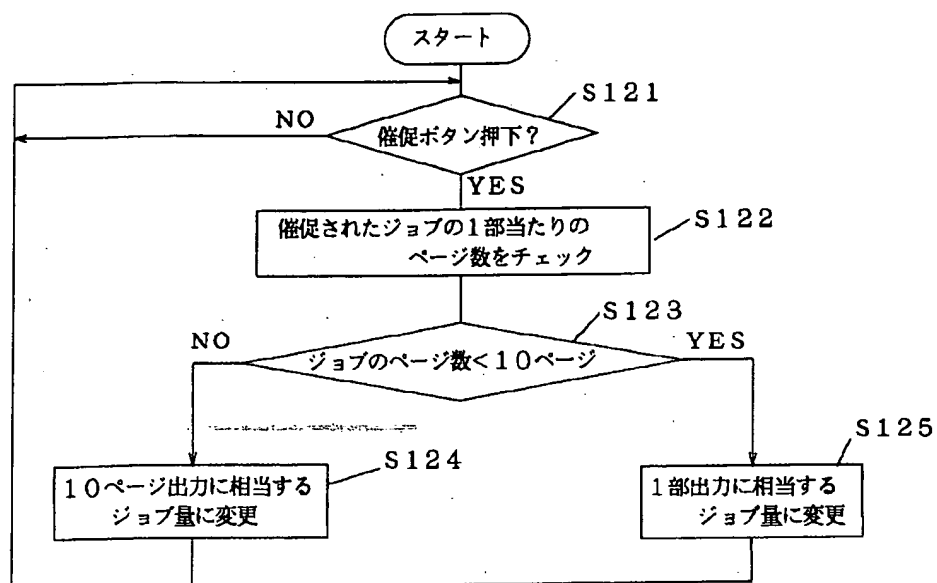 スタート
S121
NO
催促ボタン押下?
YES
S122
催促されたジョブの1部当たりの
ページ数をチェック
S123
NO
YES
ジョブのページ数<10ページ
S124
S125
10ページ出力に相当する
ジョブ量に変更
1部出力に相当する
ジョブ量に変更